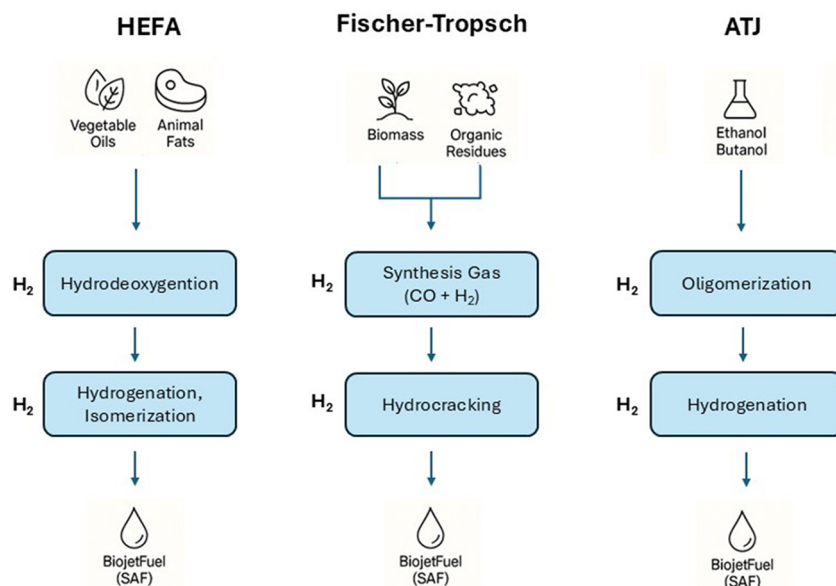 HEFA
Vegetable
Oils
Animal
Fats
H₂
Hydrodeoxygention
H₂
Hydrogenation,
Isomerization
BiojetFuel
(SAF)
Fischer-Tropsch
Biomass
Organic
Residues
H₂
Synthesis Gas
(CO + H₂)
H₂
Hydrocracking
BiojetFuel
(SAF)
ATJ
Ethanol
Butanol
H₂
Oligomerization
H₂
Hydrogenation
BiojetFuel
(SAF)